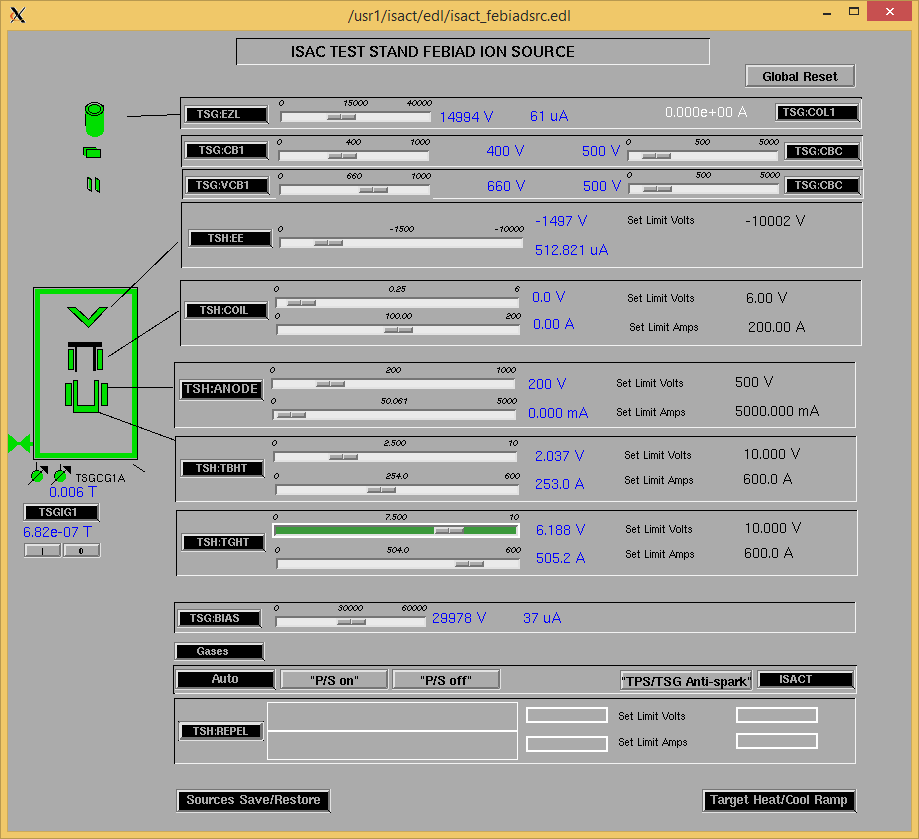 /usr1/isact/edl/isact_febiadsrc.edl
ISAC TEST STAND FEBIAD ION SOURCE
Global Reset
TSG:EZL 0 15000 40000 14994 V 61 uA 0.000e+00 A TSG:COL1
TSG:CB1 0 400 1000 400 V 500 V 0 500 5000 TSG:CBC
TSG:VCB1 0 660 1000 660 V 500 V 0 500 5000 TSG:CBC
-1497 V Set Limit Volts -10002 V
TSH:EE 0 -1500 -10000
512.821 uA
0 0.25 6 0.0 V Set Limit Volts 6.00 V
TSH:COIL
0 100.00 200 0.00 A Set Limit Amps 200.00 A
0 200 1000 200 V Set Limit Volts 500 V
TSH:ANODE
0 50.061 5000 0.000 mA Set Limit Amps 5000.000 mA
0 2.500 10 2.037 V Set Limit Volts 10.000 V
TSH:TBHT
0 254.0 600 253.0 A Set Limit Amps 600.0 A
TSGCG1A
0.006 T
TSGIG1
6.82e-07 T
I 0
0 7.500 10 6.188 V Set Limit Volts 10.000 V
TSH:TGHT
0 504.0 600 505.2 A Set Limit Amps 600.0 A
TSG:BIAS 0 30000 60000 29978 V 37 uA
Gases
Auto "P/S on" "P/S off" "TPS/TSG Anti-spark" ISACT
Set Limit Volts
TSH:REPEL
Set Limit Amps
Sources Save/Restore Target Heat/Cool Ramp